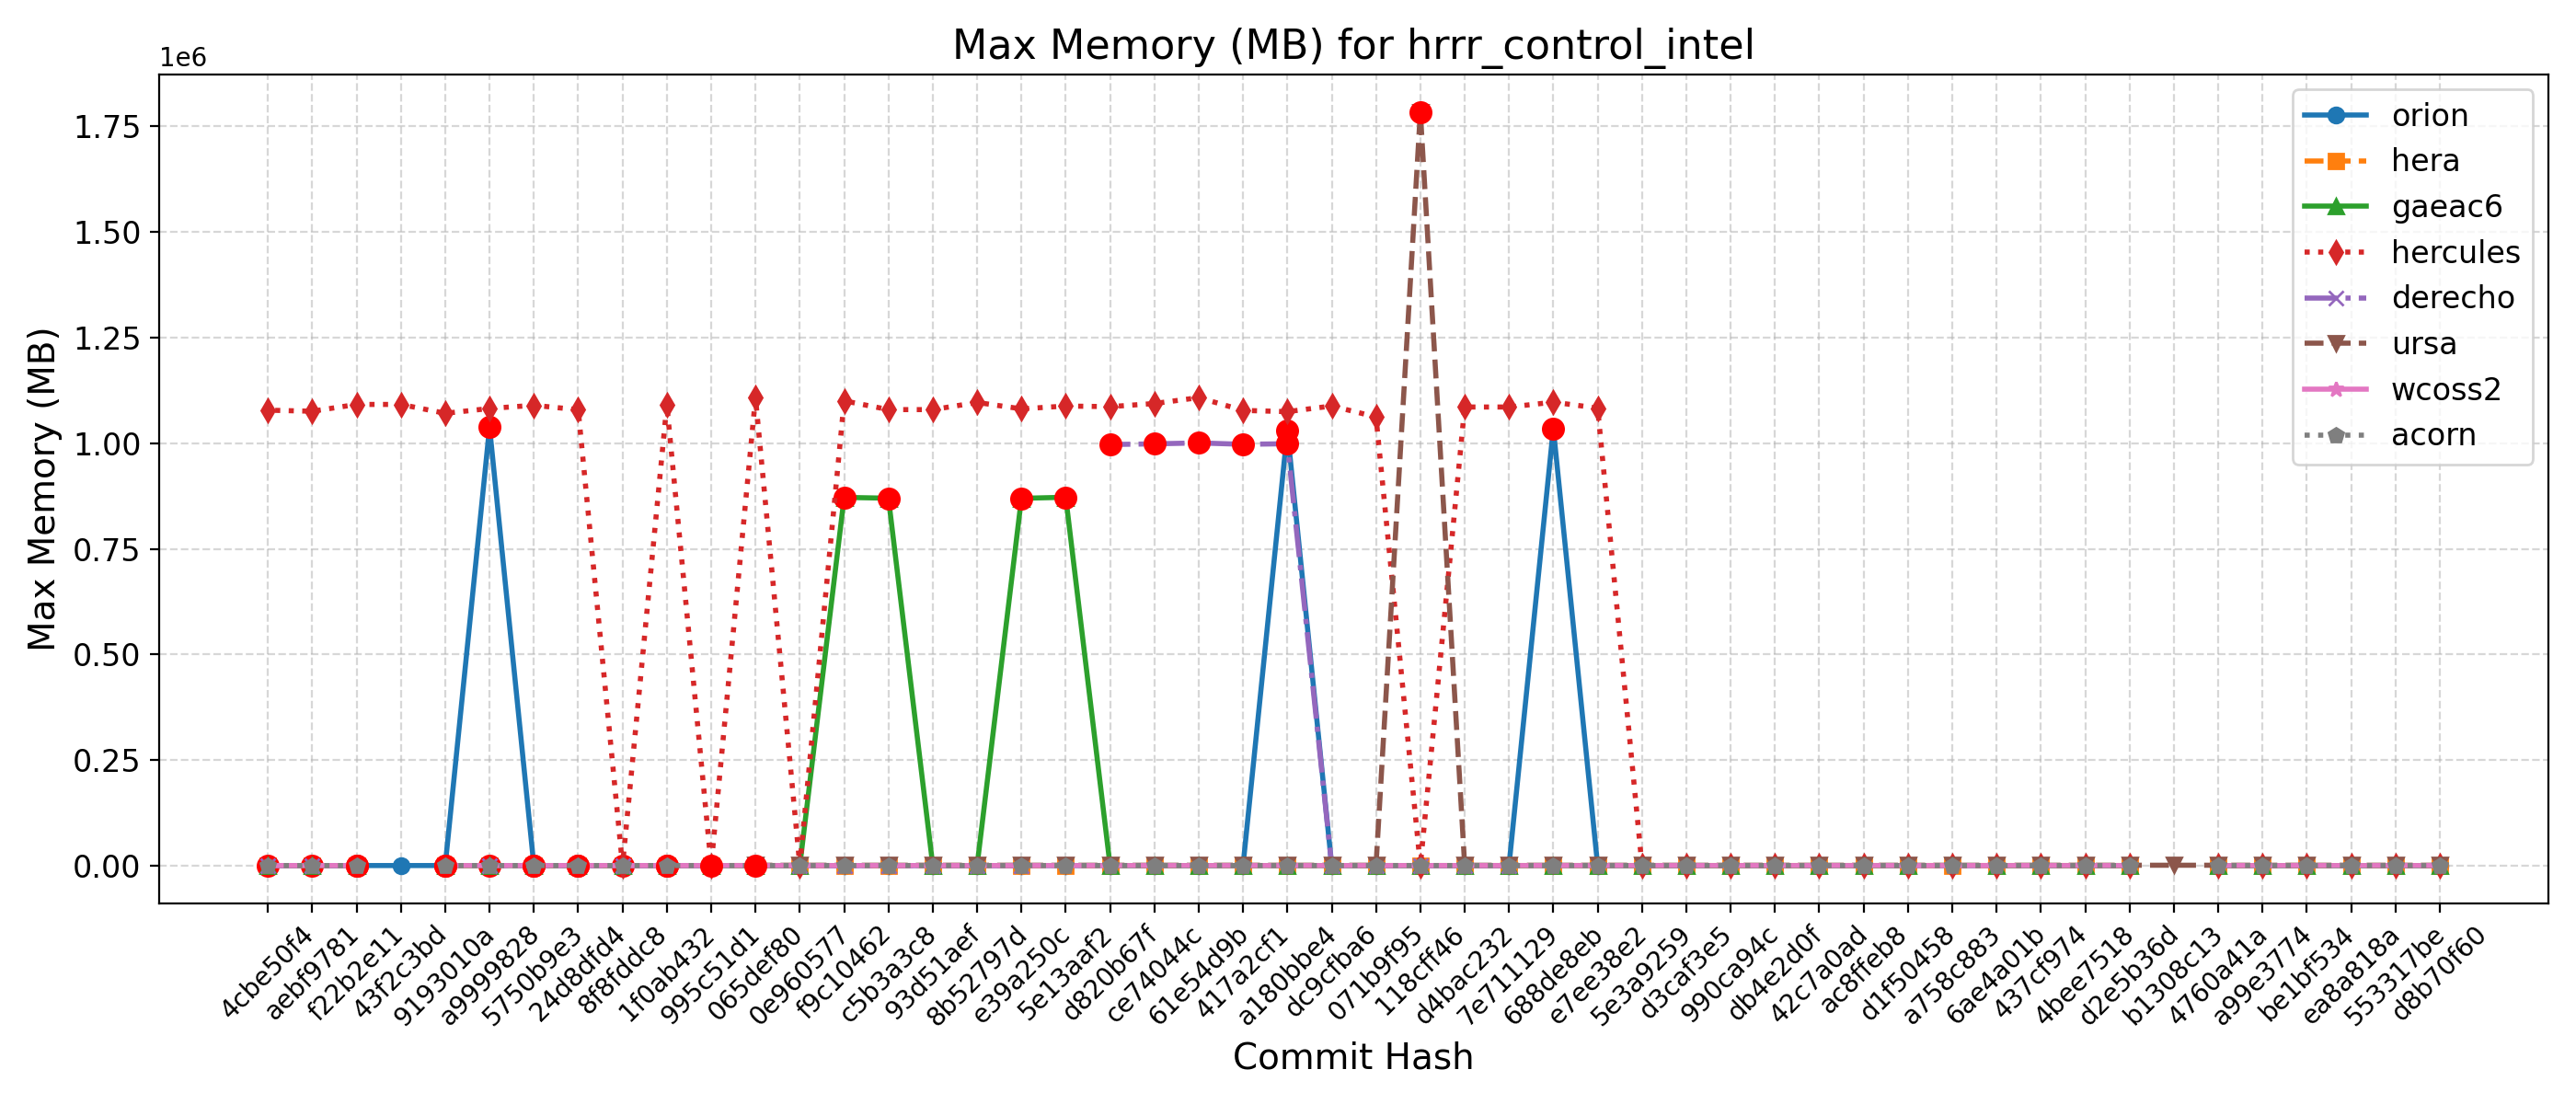 Max Memory (MB) for hrrr_control_intel
1e6
1.75
1.50
1.25
1.00
0.75
0.50
0.25
0.00
Max Memory (MB)
orion
hera
gaeac6
hercules
derecho
ursa
wcoss2
acorn
4cbe50f4
aebf9781
f22b2e11
43f2c3bd
9193010a
a9999828
5750b9e3
24d8dfd4
8f8fddc8
1f0ab432
995c51d1
065def80
0e960577
f9c10462
c5b3a3c8
93d51aef
8b52797d
e39a250c
5e13aaf2
d820b67f
ce74044c
61e54d9b
417a2cf1
a180bbe4
dc9cfba6
071b9f95
118cff46
d4bac232
7e711129
688de8eb
e7ee38e2
5e3a9259
d3caf3e5
990ca94c
db4e2d0f
42c7a0ad
ac8ffeb8
d1f50458
a758c883
6ae4a01b
437cf974
4bee7518
d2e5b36d
b1308c13
4760a41a
a99e3774
be1bf534
ea8a818a
553317be
d8b70f60
Commit Hash